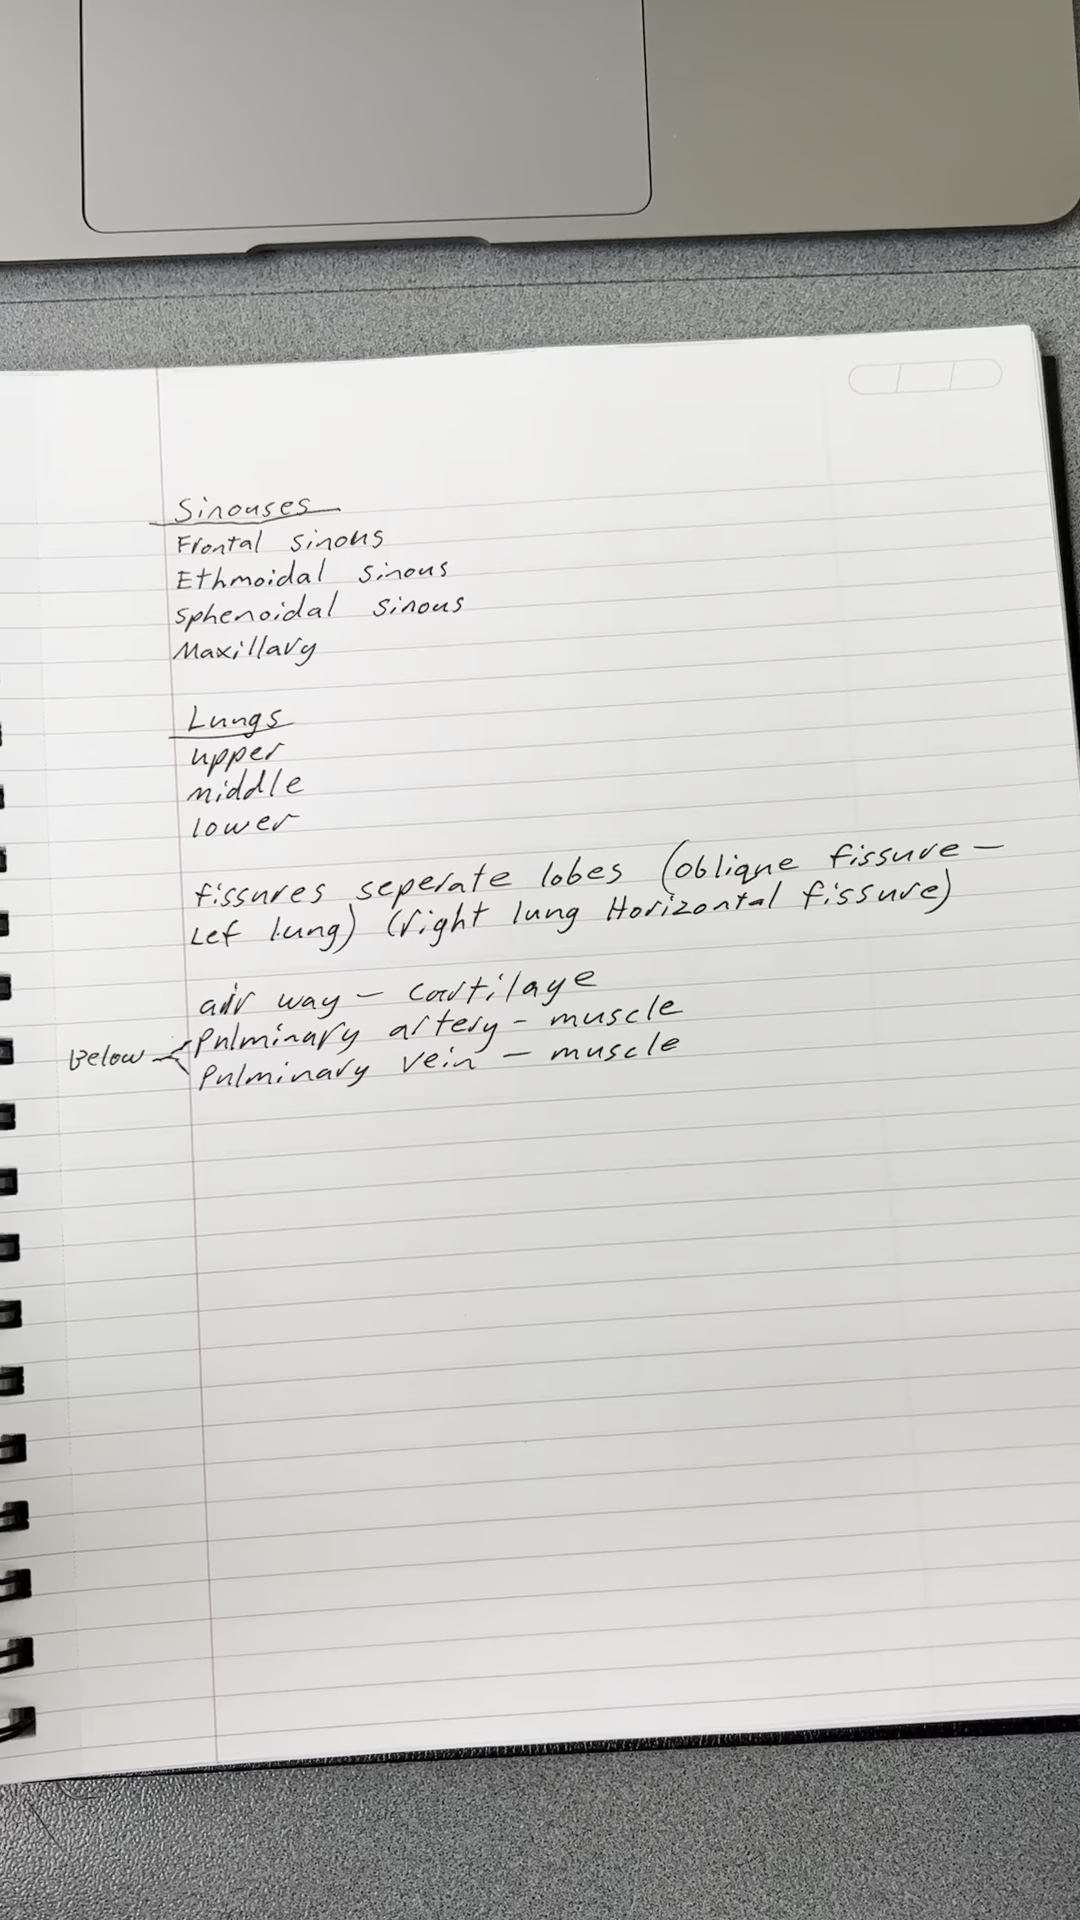 Sinouses
Frontal sinous
Ethmoidal sinous
Sphenoidal sinous
Maxillary
Lungs
upper
middle
lower
fissures seperate lobes (oblique fissure –
Lef lung) (right lung Horizontal fissure)
air way – cartilage
Pulminary artery – muscle
Below
Pulminary vein – muscle